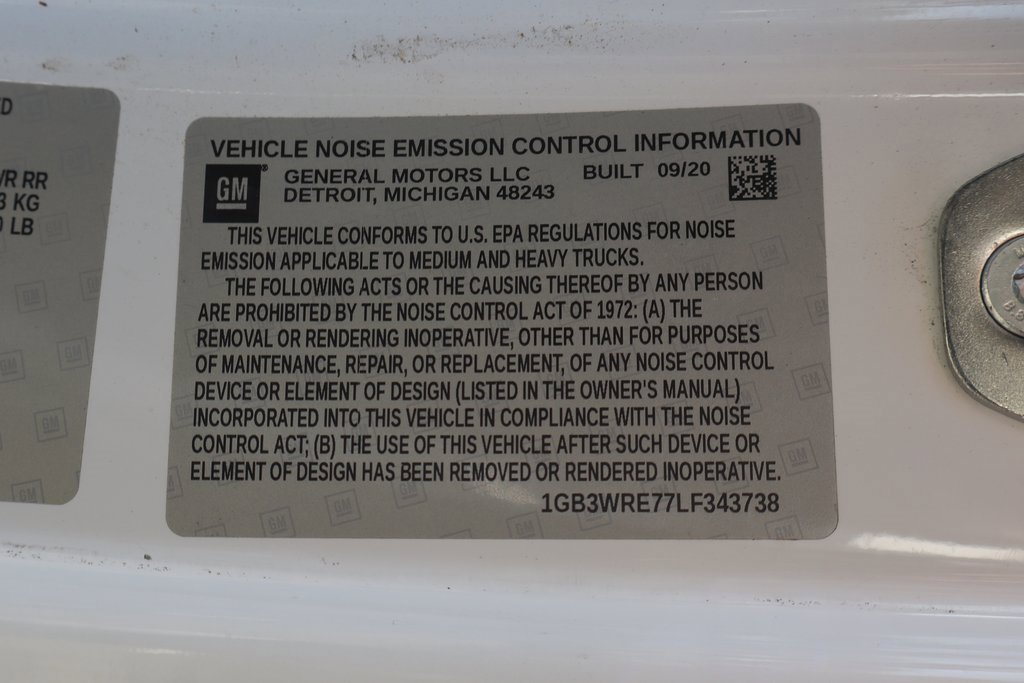 D
/R RR
3 KG
LB
VEHICLE NOISE EMISSION CONTROL INFORMATION
GM®
GENERAL MOTORS LLC
BUILT 09/20
DETROIT, MICHIGAN 48243
THIS VEHICLE CONFORMS TO U.S. EPA REGULATIONS FOR NOISE
EMISSION APPLICABLE TO MEDIUM AND HEAVY TRUCKS.
THE FOLLOWING ACTS OR THE CAUSING THEREOF BY ANY PERSON
ARE PROHIBITED BY THE NOISE CONTROL ACT OF 1972: (A) THE
REMOVAL OR RENDERING INOPERATIVE, OTHER THAN FOR PURPOSES
OF MAINTENANCE, REPAIR, OR REPLACEMENT, OF ANY NOISE CONTROL
DEVICE OR ELEMENT OF DESIGN (LISTED IN THE OWNER'S MANUAL)
INCORPORATED INTO THIS VEHICLE IN COMPLIANCE WITH THE NOISE
CONTROL ACT; (B) THE USE OF THIS VEHICLE AFTER SUCH DEVICE OR
ELEMENT OF DESIGN HAS BEEN REMOVED OR RENDERED INOPERATIVE.
1GB3WRE77LF343738